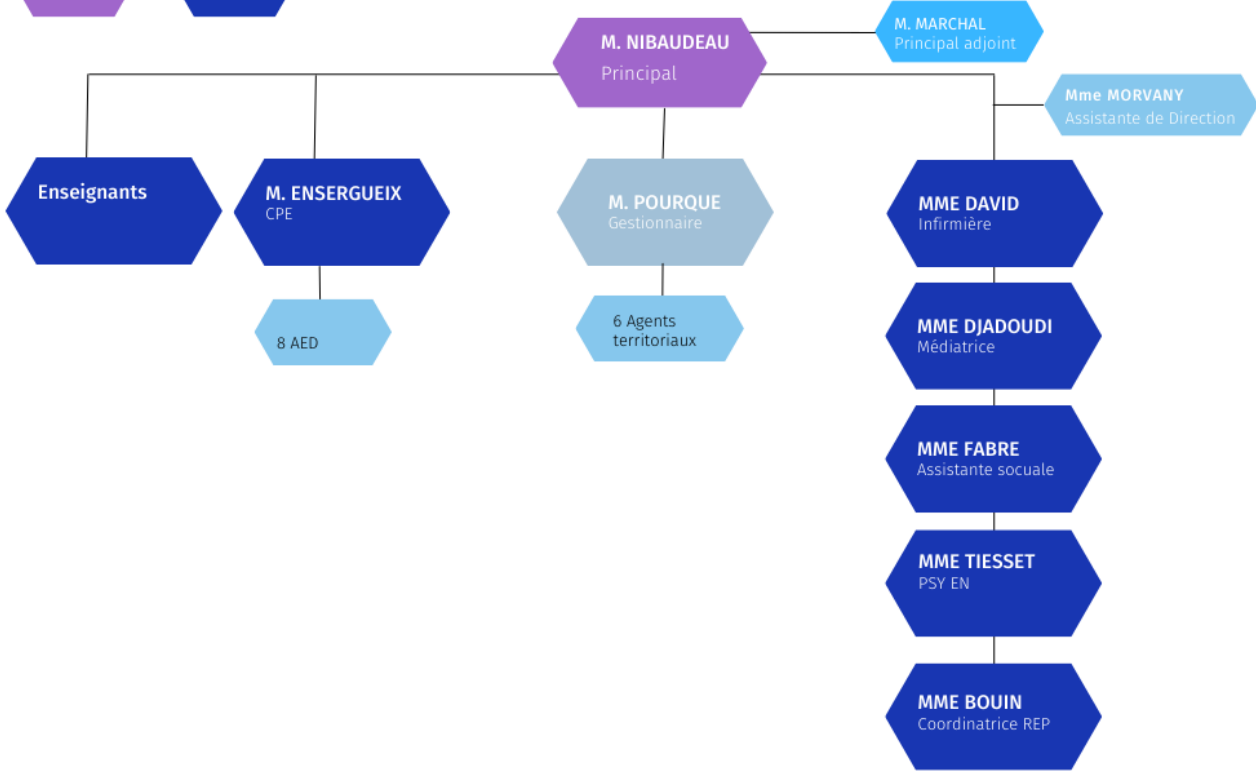 M. NIBAUDEAU
Principal
M. MARCHAL
Principal adjoint
Mme MORVANY
Assistante de Direction
Enseignants
M. ENSERGUEIX
CPE
8 AED
M. POURQUE
Gestionnaire
6 Agents
territoriaux
MME DAVID
Infirmière
MME DJADOUDI
Médiatrice
MME FABRE
Assistante socuale
MME TIESSET
PSY EN
MME BOUIN
Coordinatrice REP